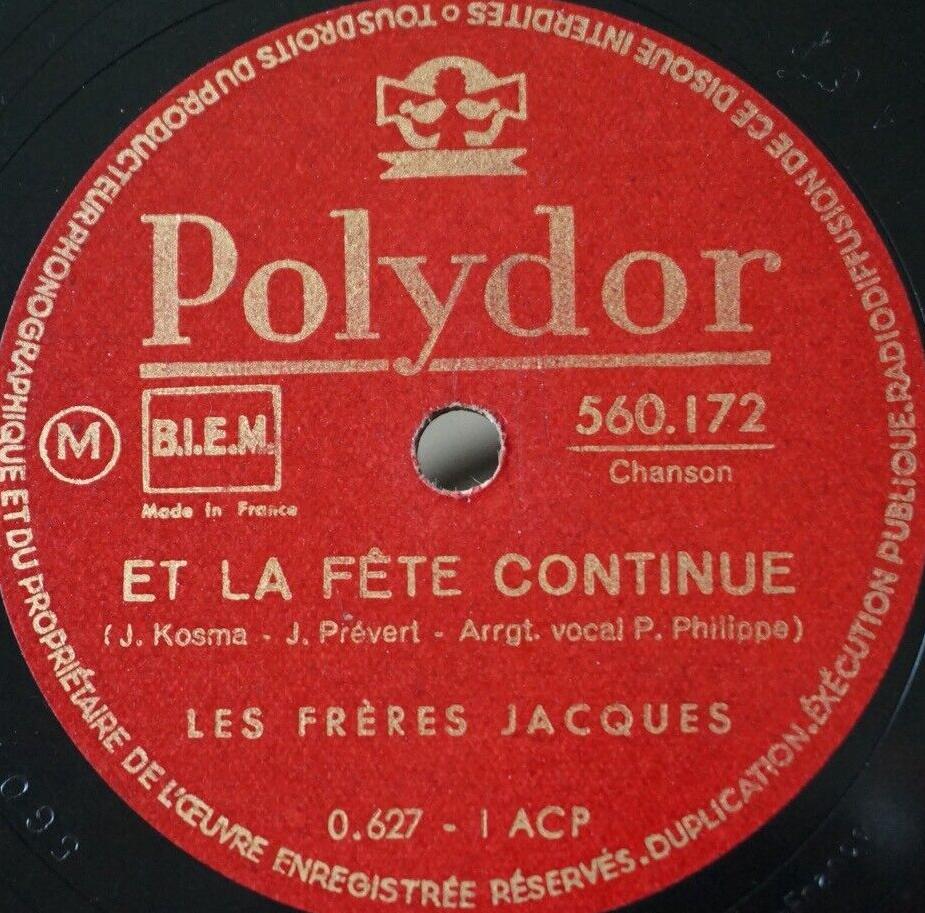 Polydor
M
B.I.E.M.
Made in France
560.172
Chanson
ET LA FÊTE CONTINUE
(J. Kosma - J. Prévert - Arrgt. vocal P. Philippe)
LES FRÈRES JACQUES
0.627 - 1 ACP
TOUS DROITS DU PRODUCTEUR PHONOGRAPHIQUE ET DU PROPRIÉTAIRE DE L'ŒUVRE ENREGISTRÉE RÉSERVÉS. DUPLICATION. ÉXÉCUTION PUBLIQUE. RADIODIFFUSION DE CE DISQUE INTERDITES
560